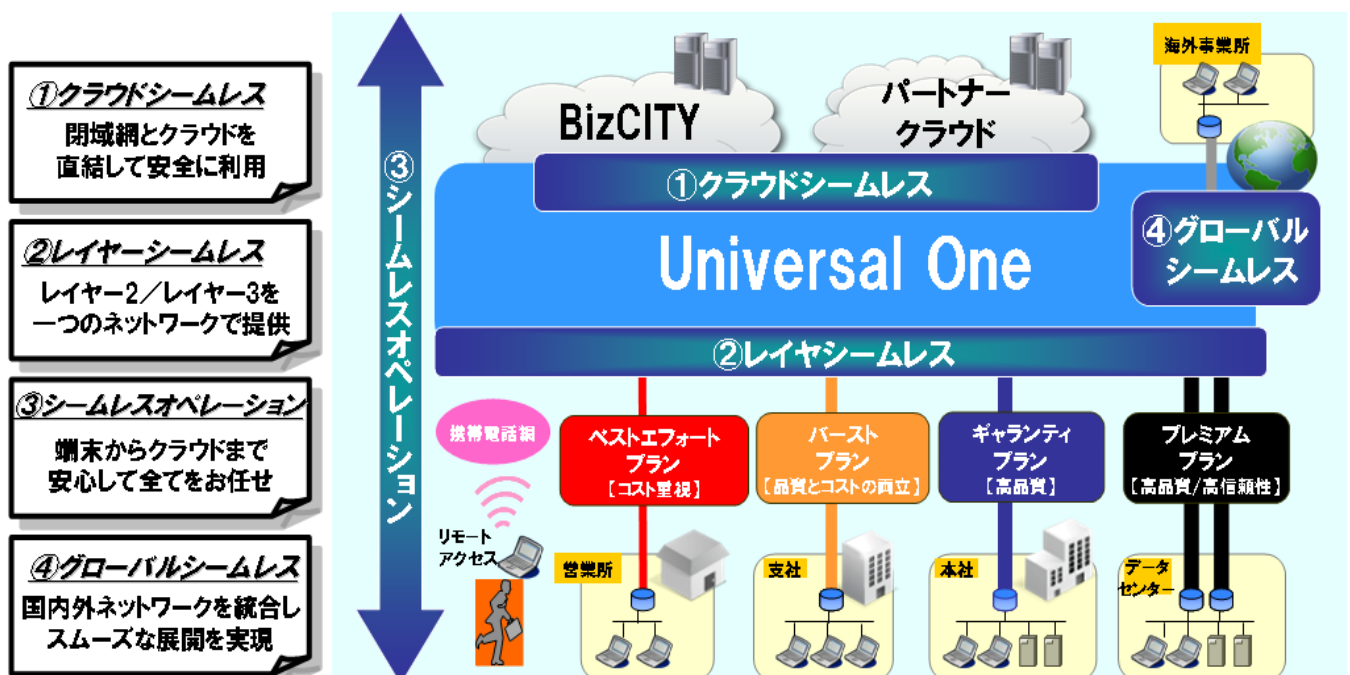 ①クラウドシームレス
閉域網とクラウドを
直結して安全に利用
②レイヤーシームレス
レイヤー2／レイヤー3を
一つのネットワークで提供
③シームレスオペレーション
端末からクラウドまで
安心して全てをお任せ
④グローバルシームレス
国内外ネットワークを統合し
スムーズな展開を実現
③シームレスオペレーション
BizCITY
パートナー
クラウド
海外事業所
①クラウドシームレス
Universal One
④グローバル
シームレス
②レイヤシームレス
携帯電話網
リモート
アクセス
ベストエフォート
プラン
【コスト重視】
バースト
プラン
【品質とコストの両立】
ギャランティ
プラン
【高品質】
プレミアム
プラン
【高品質/高信頼性】
営業所
支社
本社
データ
センター